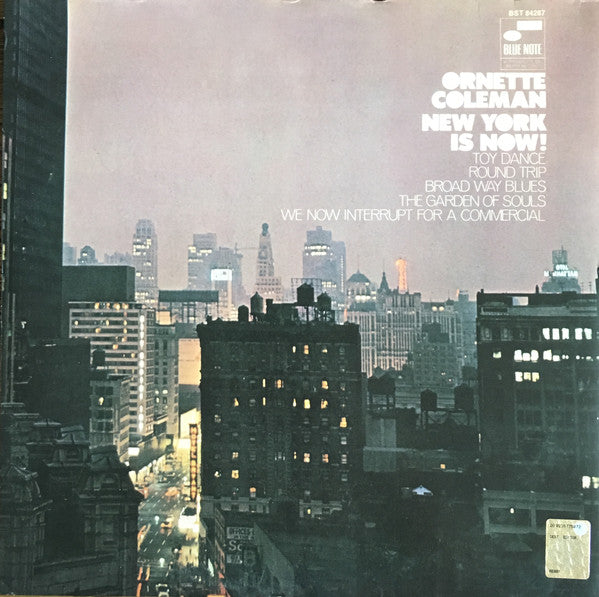 BST 84287
BLUE NOTE
ORNETTE
COLEMAN
NEW YORK
IS NOW!
TOY DANCE
ROUND TRIP
BROAD WAY BLUES
THE GARDEN OF SOULS
WE NOW INTERRUPT FOR A COMMERCIAL
OFFICES